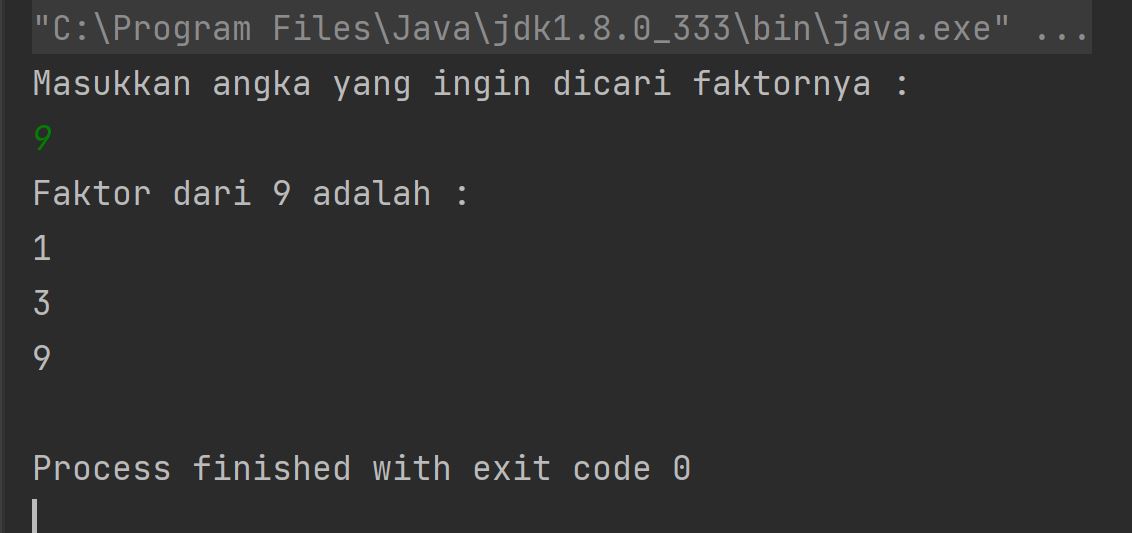 "C:\Program Files\Java\jdk1.8.0_333\bin\java.exe" ...
Masukkan angka yang ingin dicari faktornya :
9
Faktor dari 9 adalah :
1
3
9
Process finished with exit code 0